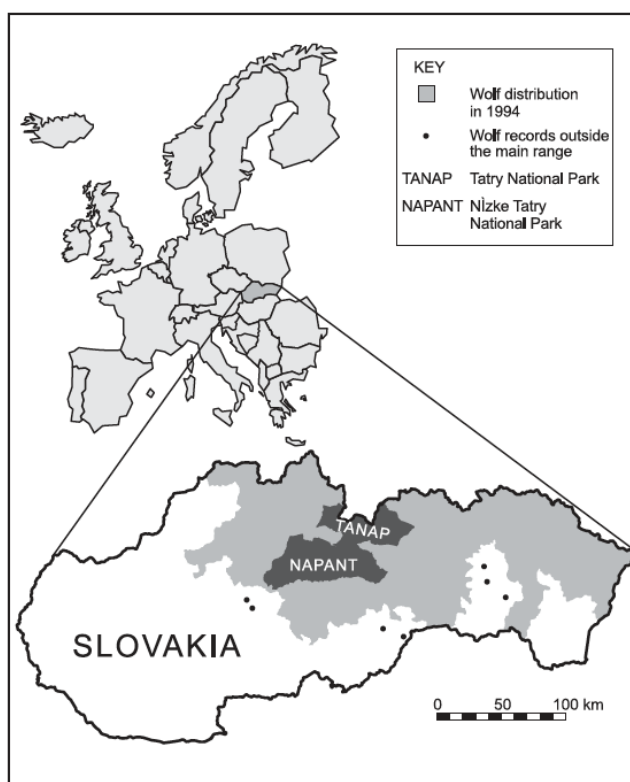 KEY
Wolf distribution
in 1994
Wolf records outside
the main range
TANAP Tatry National Park
NAPANT Nìzke Tatry
National Park
TANAP
NAPANT
SLOVAKIA
0 50 100 km